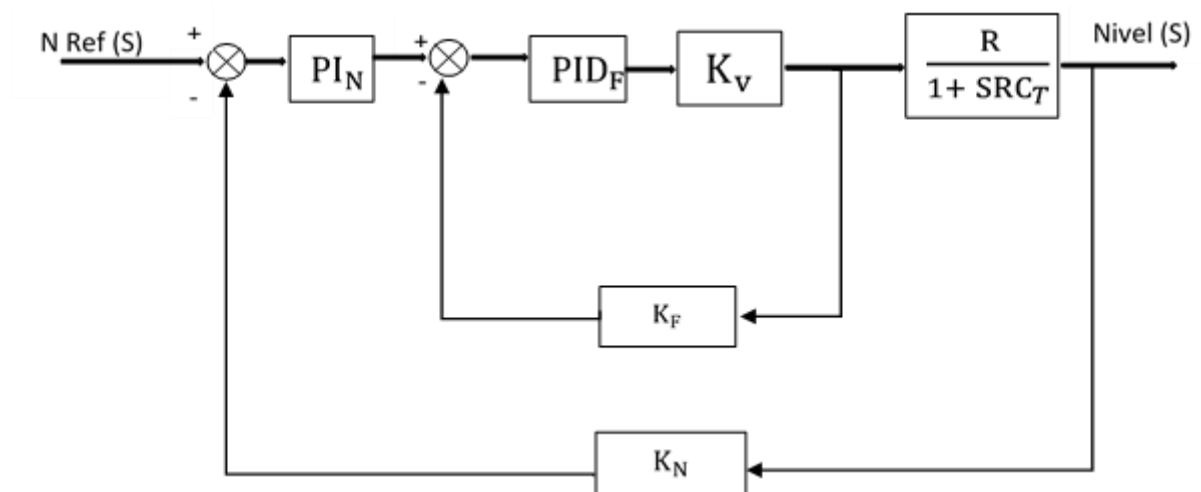 N Ref (S)
+
-
PI_N
+
-
PID_F
K_v
R
1+ SRC_T
Nivel (S)
K_F
K_N